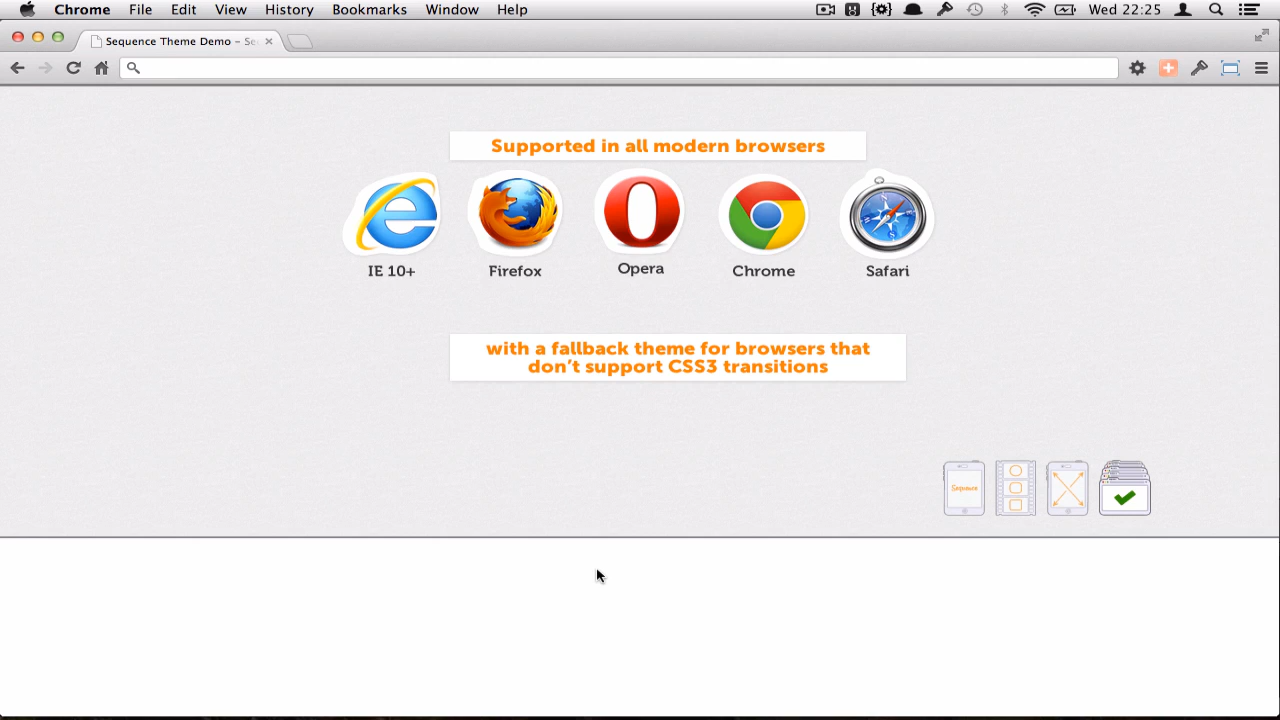 Chrome File Edit View History Bookmarks Window Help Wed 22:25
Sequence Theme Demo – Se
Supported in all modern browsers
IE 10+ Firefox Opera Chrome Safari
with a fallback theme for browsers that
don't support CSS3 transitions
Sequence